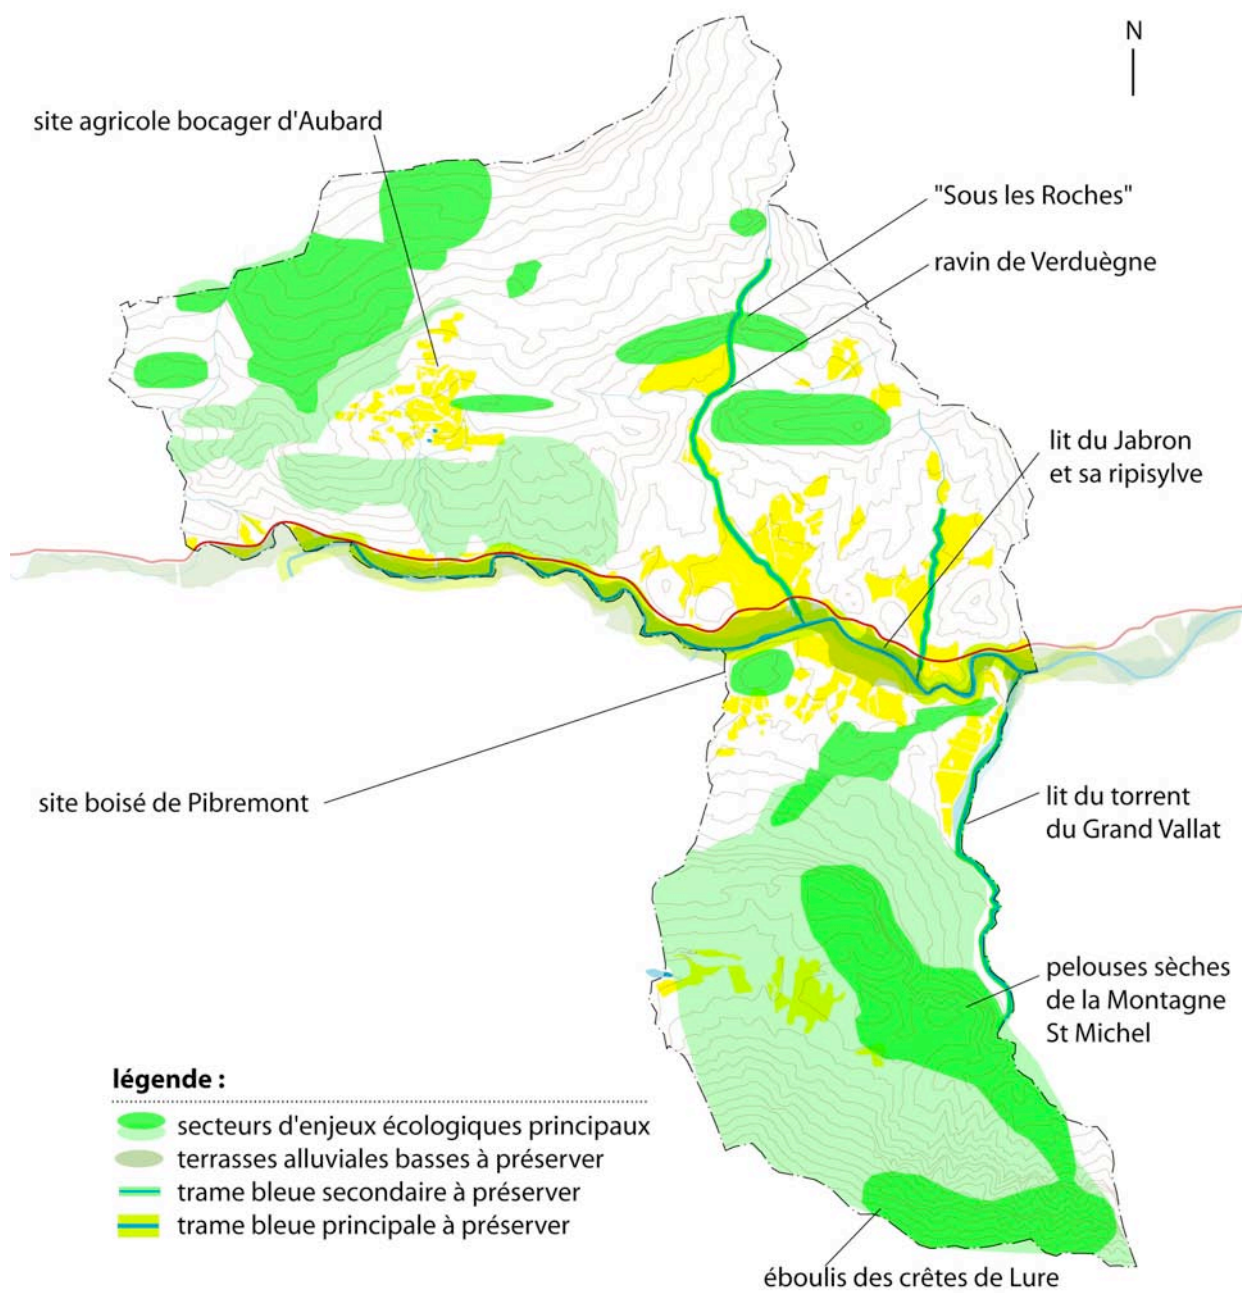 N
site agricole bocager d'Aubard
"Sous les Roches"
ravin de Verduègne
lit du Jabron
et sa ripisylve
site boisé de Pibremont
lit du torrent
du Grand Vallat
pelouses sèches
de la Montagne
St Michel
légende :
secteurs d'enjeux écologiques principaux
terrasses alluviales basses à préserver
trame bleue secondaire à préserver
trame bleue principale à préserver
éboulis des crêtes de Lure